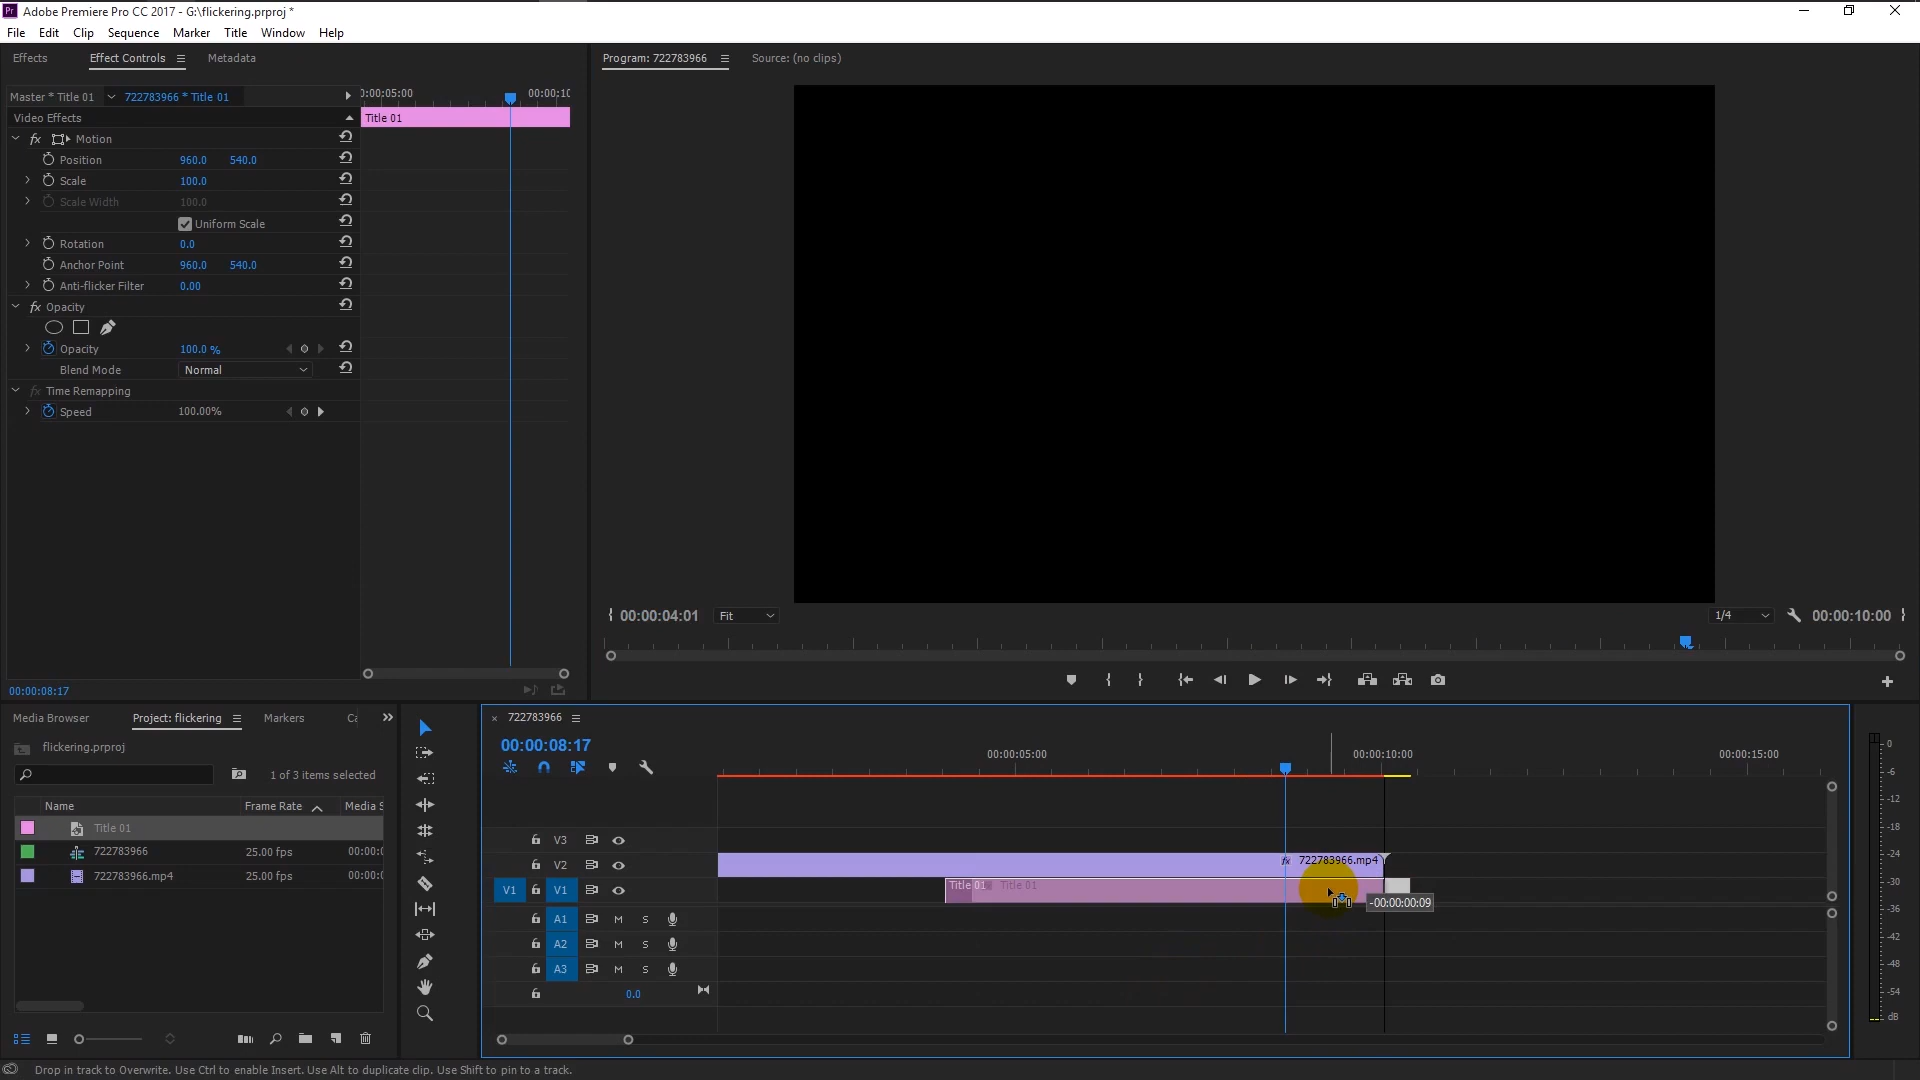 Adobe Premiere Pro CC 2017 - G:\flickering.prproj *
File Edit Clip Sequence Marker Title Window Help
Effects Effect Controls Metadata
Program: 722783966 Source: (no clips)
Master * Title 01 722783966 * Title 01
00:00:05:00 00:00:10
Video Effects
Title 01
fx Motion
Position 960.0 540.0
Scale 100.0
Scale Width 100.0
Uniform Scale
Rotation 0.0
Anchor Point 960.0 540.0
Anti-flicker Filter 0.00
fx Opacity
Opacity 100.0 %
Blend Mode Normal
fx Time Remapping
Speed 100.00%
00:00:04:01 Fit 1/4 00:00:10:00
00:00:08:17
Media Browser Project: flickering Markers Ca
flickering.prproj
1 of 3 items selected
Name Frame Rate Media S
Title 01
722783966 25.00 fps 00:00:0
722783966.mp4 25.00 fps 00:00:0
722783966
00:00:08:17
00:00:05:00 00:00:10:00 00:00:15:00
V3
V2
fx 722783966.mp4
V1 V1
Title 01 Title 01
-00:00:00:09
A1 M S
A2 M S
A3 M S
0.0
0
-6
-12
-18
-24
-30
-36
-42
-48
-54
dB
Drop in track to Overwrite. Use Ctrl to enable Insert. Use Alt to duplicate clip. Use Shift to pin to a track.